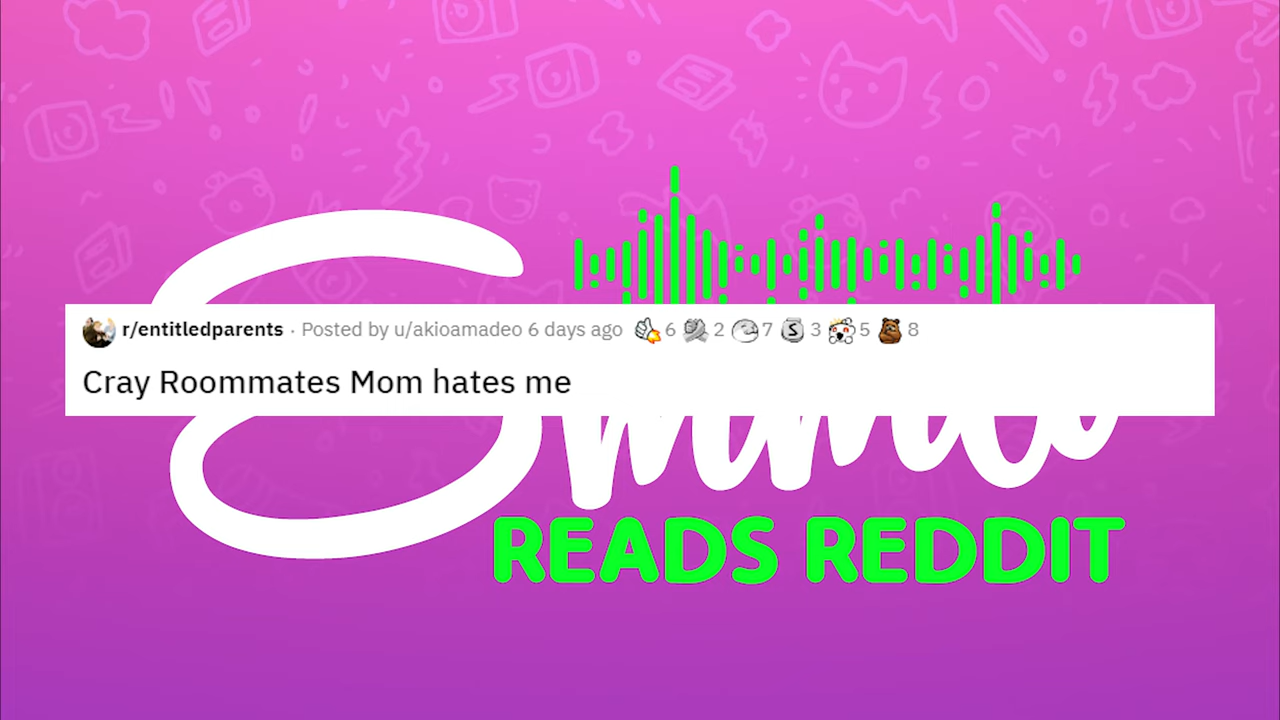 r/entitledparents · Posted by u/akioamadeo 6 days ago 6 2 7 S 3 5 8
Cray Roommates Mom hates me
READS REDDIT